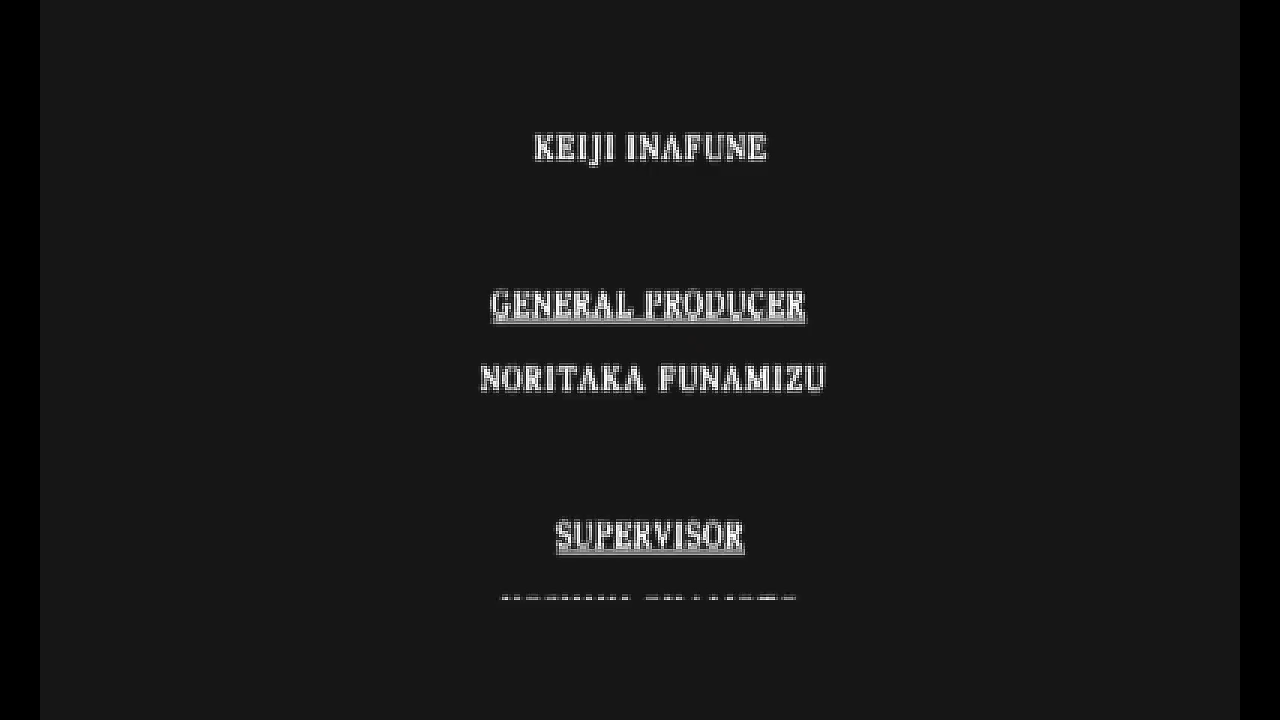 KEIJI INAFUNE
GENERAL PRODUCER
NORITAKA FUNAMIZU
SUPERVISOR